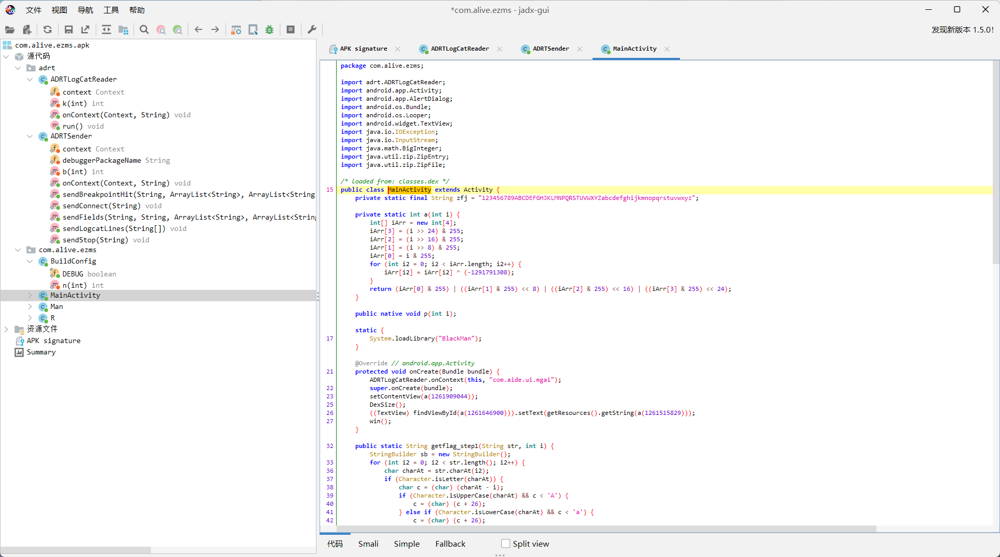 文件 视图 导航 工具 帮助
*com.alive.ezms - jadx-gui
发现新版本 1.5.0!
com.alive.ezms.apk
源代码
adrt
ADRTLogCatReader
context Context
k(int) int
onContext(Context, String) void
run() void
ADRTSender
context Context
debuggerPackageName String
b(int) int
onContext(Context, String) void
sendBreakpointHit(String, ArrayList<String>, ArrayList<String
sendConnect(String) void
sendFields(String, String, ArrayList<String>, ArrayList<String
sendLogcatLines(String[]) void
sendStop(String) void
com.alive.ezms
BuildConfig
DEBUG boolean
n(int) int
MainActivity
Man
R
资源文件
APK signature
Summary
APK signature ADRTLogCatReader ADRTSender MainActivity
package com.alive.ezms;
import adrt.ADRTLogCatReader;
import android.app.Activity;
import android.app.AlertDialog;
import android.os.Bundle;
import android.os.Looper;
import android.widget.TextView;
import java.io.IOException;
import java.io.InputStream;
import java.math.BigInteger;
import java.util.zip.ZipEntry;
import java.util.zip.ZipFile;
/* loaded from: classes.dex */
15 public class MainActivity extends Activity {
private static final String zfj = "123456789ABCDEFGHJKLMNPQRSTUVWXYZabcdefghijkmnopqrstuvwxyz";
private static int a(int i) {
int[] iArr = new int[4];
iArr[3] = (i >> 24) & 255;
iArr[2] = (i >> 16) & 255;
iArr[1] = (i >> 8) & 255;
iArr[0] = i & 255;
for (int i2 = 0; i2 < iArr.length; i2++) {
iArr[i2] = iArr[i2] ^ (-1291791308);
}
return (iArr[0] & 255) | ((iArr[1] & 255) << 8) | ((iArr[2] & 255) << 16) | ((iArr[3] & 255) << 24);
}
public native void p(int i);
static {
17 System.loadLibrary("BlackMan");
}
@Override // android.app.Activity
21 protected void onCreate(Bundle bundle) {
ADRTLogCatReader.onContext(this, "com.aide.ui.mgai");
22 super.onCreate(bundle);
23 setContentView(a(1261909044));
25 DexSize();
26 ((TextView) findViewById(a(1261646900))).setText(getResources().getString(a(1261515829)));
27 win();
}
32 public static String getflag_step1(String str, int i) {
StringBuilder sb = new StringBuilder();
33 for (int i2 = 0; i2 < str.length(); i2++) {
36 char charAt = str.charAt(i2);
37 if (Character.isLetter(charAt)) {
38 char c = (char) (charAt - i);
39 if (Character.isUpperCase(charAt) && c < 'A') {
40 c = (char) (c + 26);
41 } else if (Character.isLowerCase(charAt) && c < 'a') {
42 c = (char) (c + 26);
代码 Smali Simple Fallback Split view